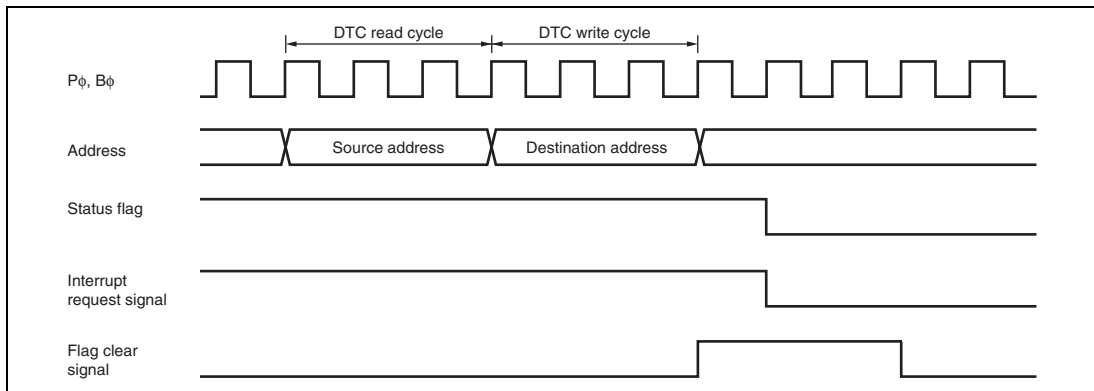 DTC read cycle
DTC write cycle
Pφ, Bφ
Address
Source address
Destination address
Status flag
Interrupt
request signal
Flag clear
signal